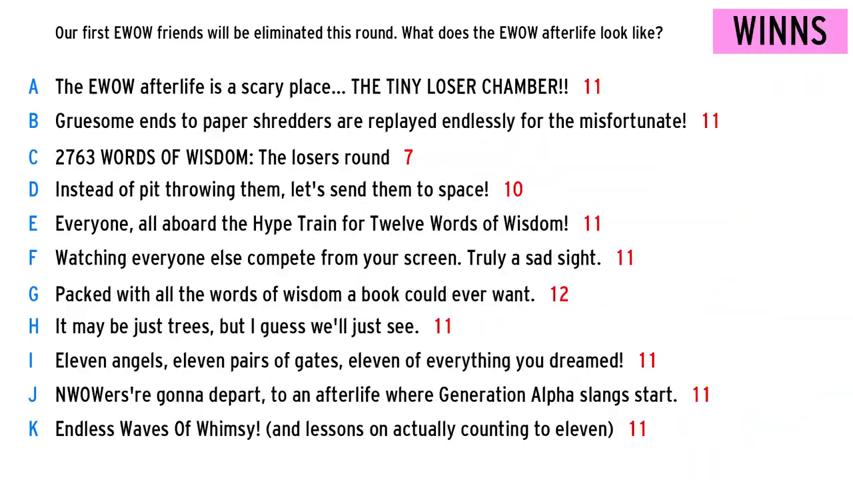 Our first EWOW friends will be eliminated this round. What does the EWOW afterlife look like?
WINNS
A The EWOW afterlife is a scary place... THE TINY LOSER CHAMBER!! 11
B Gruesome ends to paper shredders are replayed endlessly for the misfortunate! 11
C 2763 WORDS OF WISDOM: The losers round 7
D Instead of pit throwing them, let's send them to space! 10
E Everyone, all aboard the Hype Train for Twelve Words of Wisdom! 11
F Watching everyone else compete from your screen. Truly a sad sight. 11
G Packed with all the words of wisdom a book could ever want. 12
H It may be just trees, but I guess we'll just see. 11
I Eleven angels, eleven pairs of gates, eleven of everything you dreamed! 11
J NWOWers're gonna depart, to an afterlife where Generation Alpha slangs start. 11
K Endless Waves Of Whimsy! (and lessons on actually counting to eleven) 11